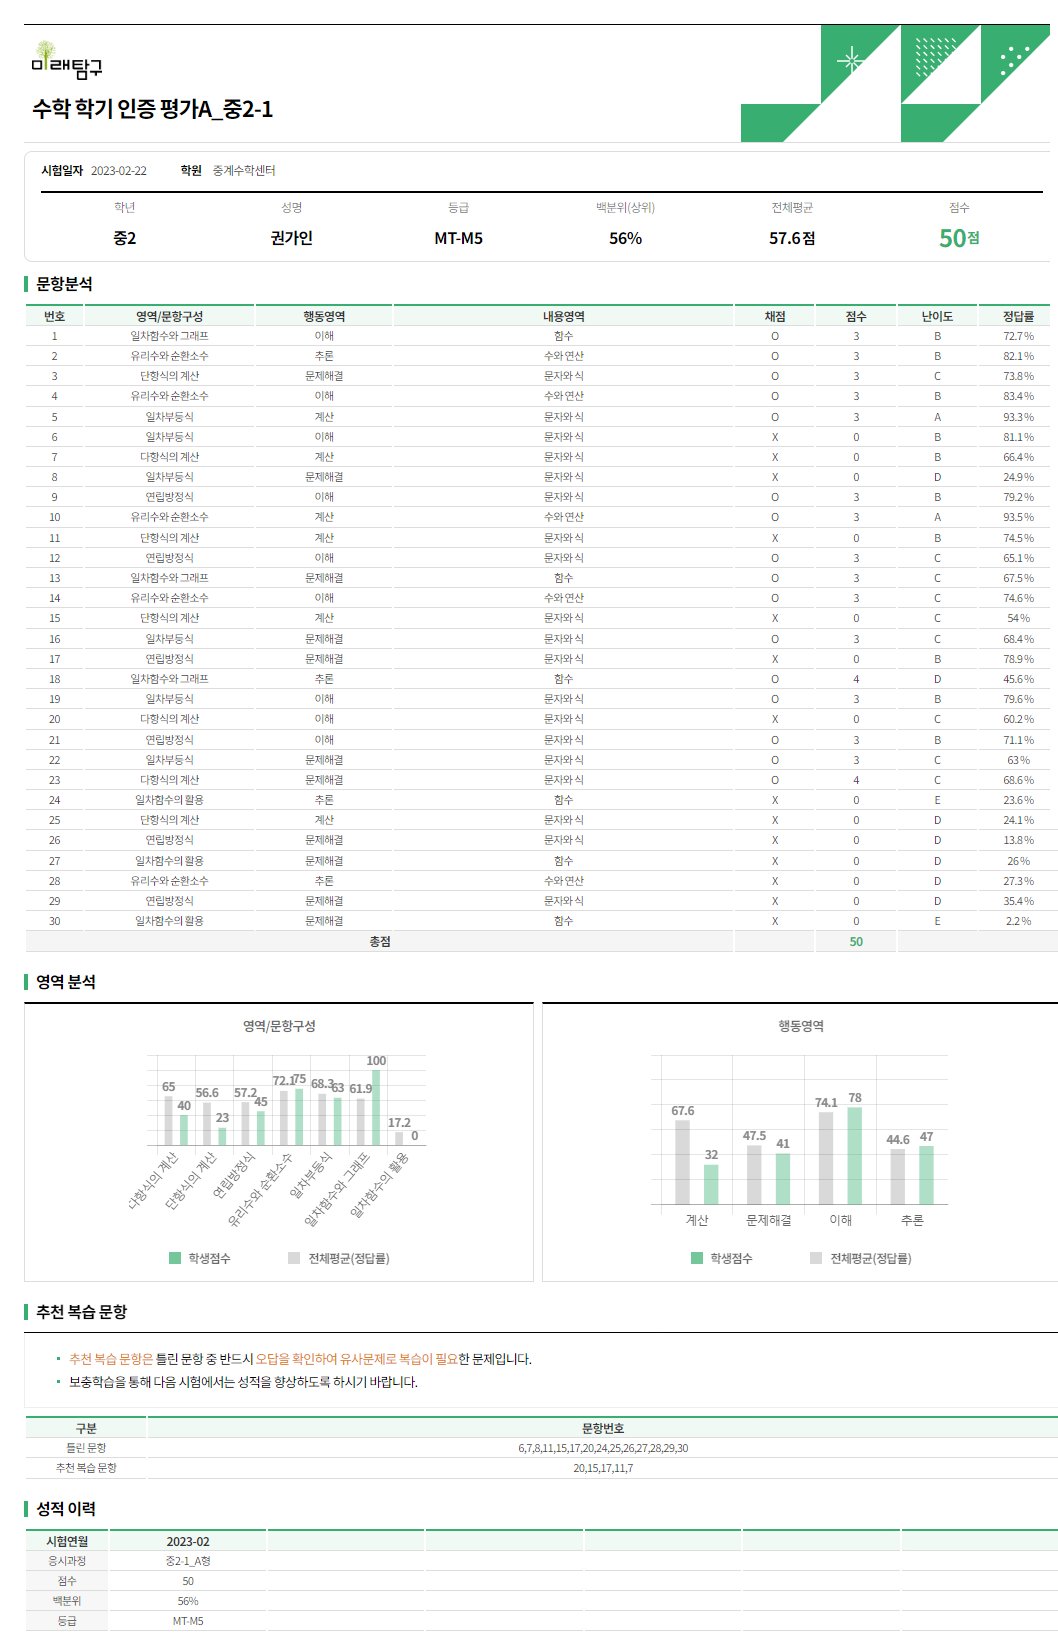 미래탐구
수학 학기 인증 평가A_중2-1
시험일자 2023-02-22 학원 중계수학센터
학년 성명 등급 백분위(상위) 전체평균 점수
중2 권가인 MT-M5 56% 57.6점 50점
문항분석
번호 영역/문항구성 행동영역 내용영역 채점 점수 난이도 정답률
1 일차함수와 그래프 이해 함수 O 3 B 72.7%
2 유리수와 순환소수 추론 수와 연산 O 3 B 82.1%
3 단항식의 계산 문제해결 문자와 식 O 3 C 73.8%
4 유리수와 순환소수 이해 수와 연산 O 3 B 83.4%
5 일차부등식 계산 문자와 식 O 3 A 93.3%
6 일차부등식 이해 문자와 식 X 0 B 81.1%
7 다항식의 계산 계산 문자와 식 X 0 B 66.4%
8 일차부등식 문제해결 문자와 식 X 0 D 24.9%
9 연립방정식 이해 문자와 식 O 3 B 79.2%
10 유리수와 순환소수 계산 수와 연산 O 3 A 93.5%
11 단항식의 계산 계산 문자와 식 X 0 B 74.5%
12 연립방정식 이해 문자와 식 O 3 C 65.1%
13 일차함수와 그래프 문제해결 함수 O 3 C 67.5%
14 유리수와 순환소수 이해 수와 연산 O 3 C 74.6%
15 단항식의 계산 계산 문자와 식 X 0 C 54%
16 일차부등식 문제해결 문자와 식 O 3 C 68.4%
17 연립방정식 문제해결 문자와 식 X 0 B 78.9%
18 일차함수와 그래프 추론 함수 O 4 D 45.6%
19 일차부등식 이해 문자와 식 O 3 B 79.6%
20 다항식의 계산 이해 문자와 식 X 0 C 60.2%
21 연립방정식 이해 문자와 식 O 3 B 71.1%
22 일차부등식 문제해결 문자와 식 O 3 C 63%
23 다항식의 계산 문제해결 문자와 식 O 4 C 68.6%
24 일차함수의 활용 추론 함수 X 0 E 23.6%
25 단항식의 계산 계산 문자와 식 X 0 D 24.1%
26 연립방정식 문제해결 문자와 식 X 0 D 13.8%
27 일차함수의 활용 문제해결 함수 X 0 D 26%
28 유리수와 순환소수 추론 수와 연산 X 0 D 27.3%
29 연립방정식 문제해결 문자와 식 X 0 D 35.4%
30 일차함수의 활용 문제해결 함수 X 0 E 2.2%
총점 50
영역 분석
영역/문항구성
65 40 56.6 23 57.2 45 72.1 75 68.3 63 61.9 100 17.2 0
다항식의 계산 단항식의 계산 연립방정식 유리수와 순환소수 일차부등식 일차함수와 그래프 일차함수의 활용
학생점수 전체평균(정답률)
행동영역
67.6 32 47.5 41 74.1 78 44.6 47
계산 문제해결 이해 추론
학생점수 전체평균(정답률)
추천 복습 문항
추천 복습 문항은 틀린 문항 중 반드시 오답을 확인하여 유사문제로 복습이 필요한 문제입니다.
보충학습을 통해 다음 시험에서는 성적을 향상하도록 하시기 바랍니다.
구분 문항번호
틀린 문항 6,7,8,11,15,17,20,24,25,26,27,28,29,30
추천 복습 문항 20,15,17,11,7
성적 이력
시험연월 2023-02
응시과정 중2-1_A형
점수 50
백분위 56%
등급 MT-M5